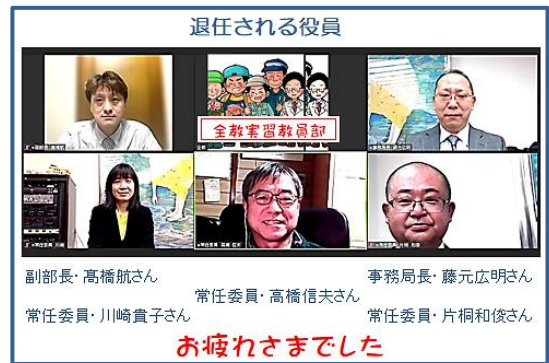 退任される役員
全教実習教員部
副部長・髙橋航さん
事務局長・藤元広明さん
常任委員・高橋信夫さん
常任委員・川崎貴子さん
常任委員・片桐和俊さん
お疲れさまでした